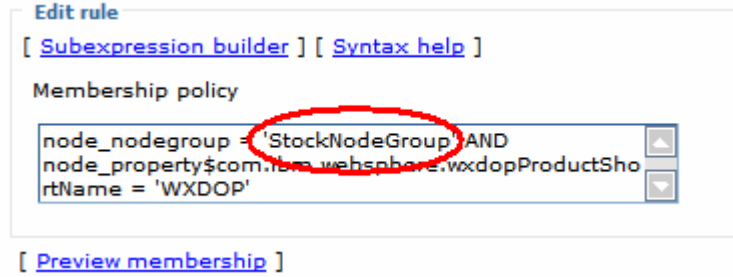 Edit rule
[ Subexpression builder ] [ Syntax help ]
Membership policy
node_nodegroup = 'StockNodeGroup' AND
node_property$com.ibm.websphere.wxdopProductSho
rtName = 'WXDOP'
[ Preview membership ]